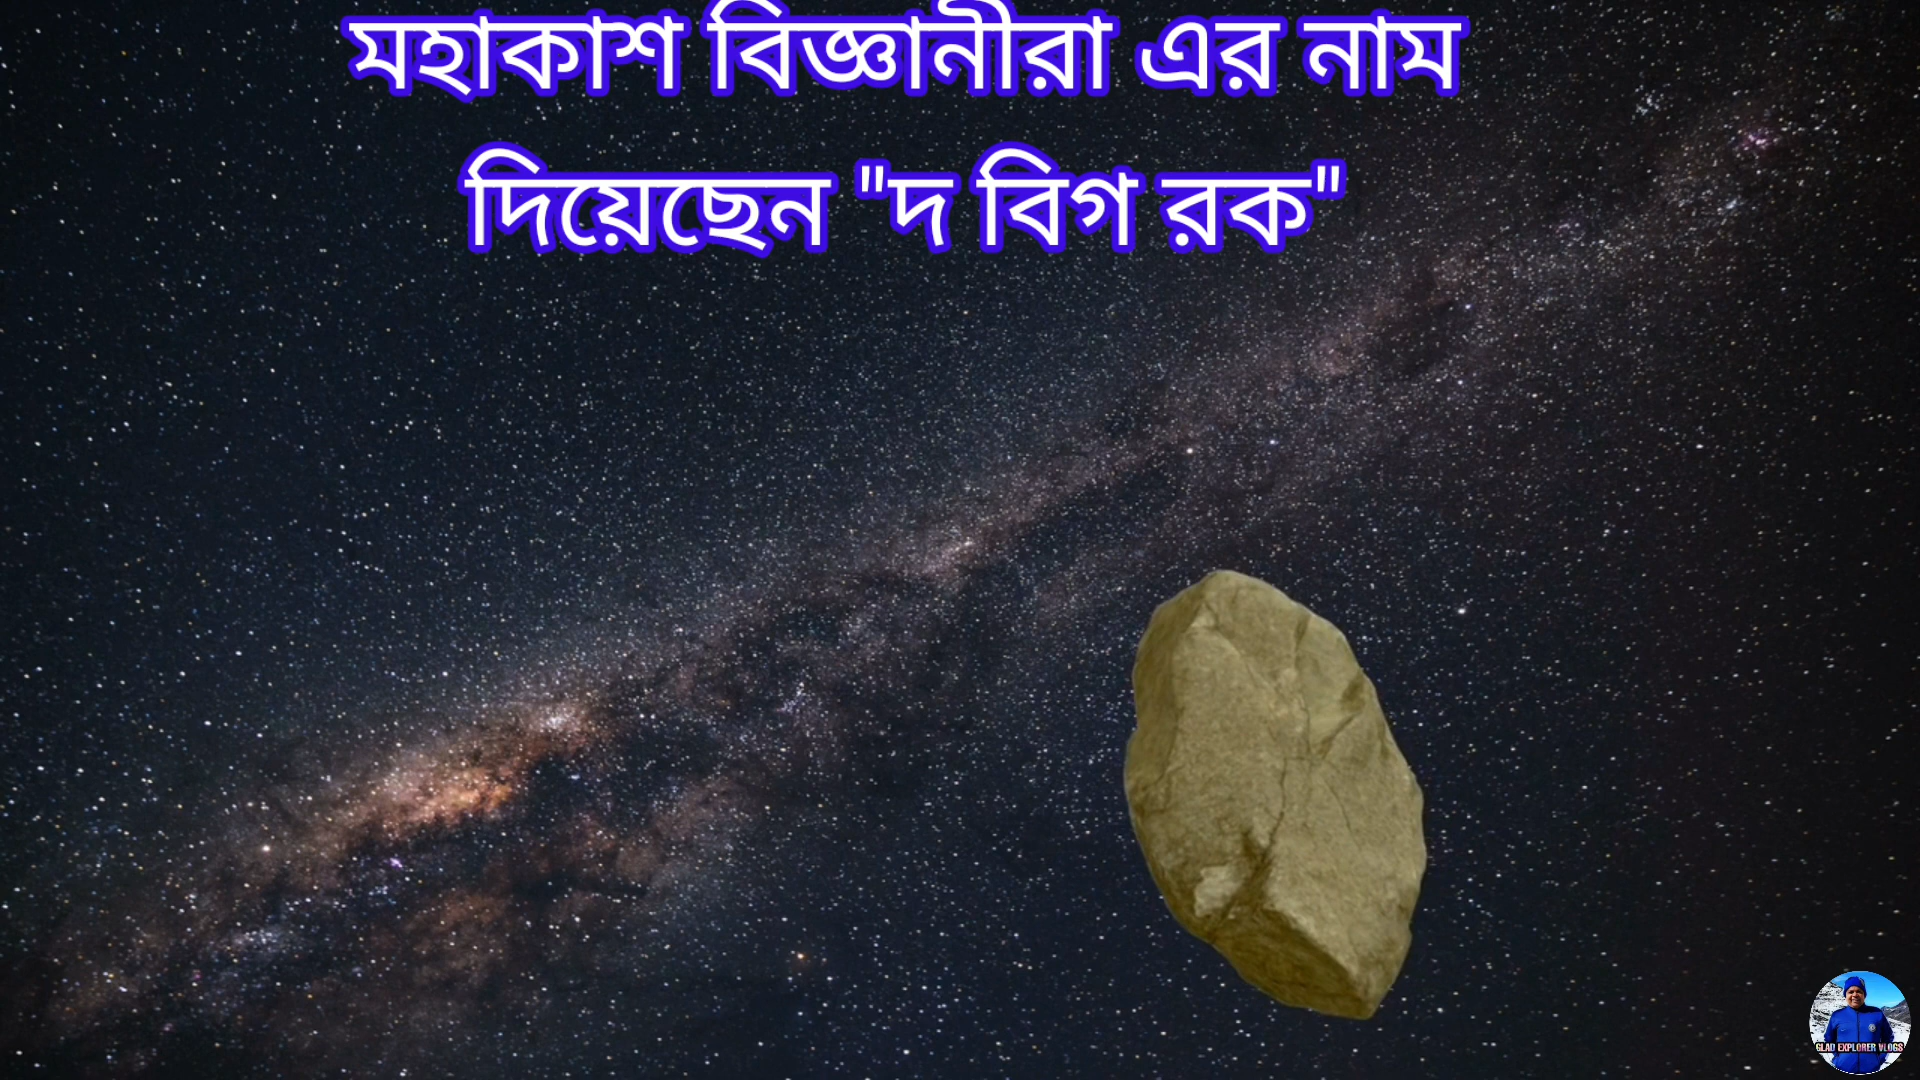 মহাকাশ বিজ্ঞানীরা এর নাম
দিয়েছেন "দ বিগ রক"
GLAD EXPLORER VLOGS